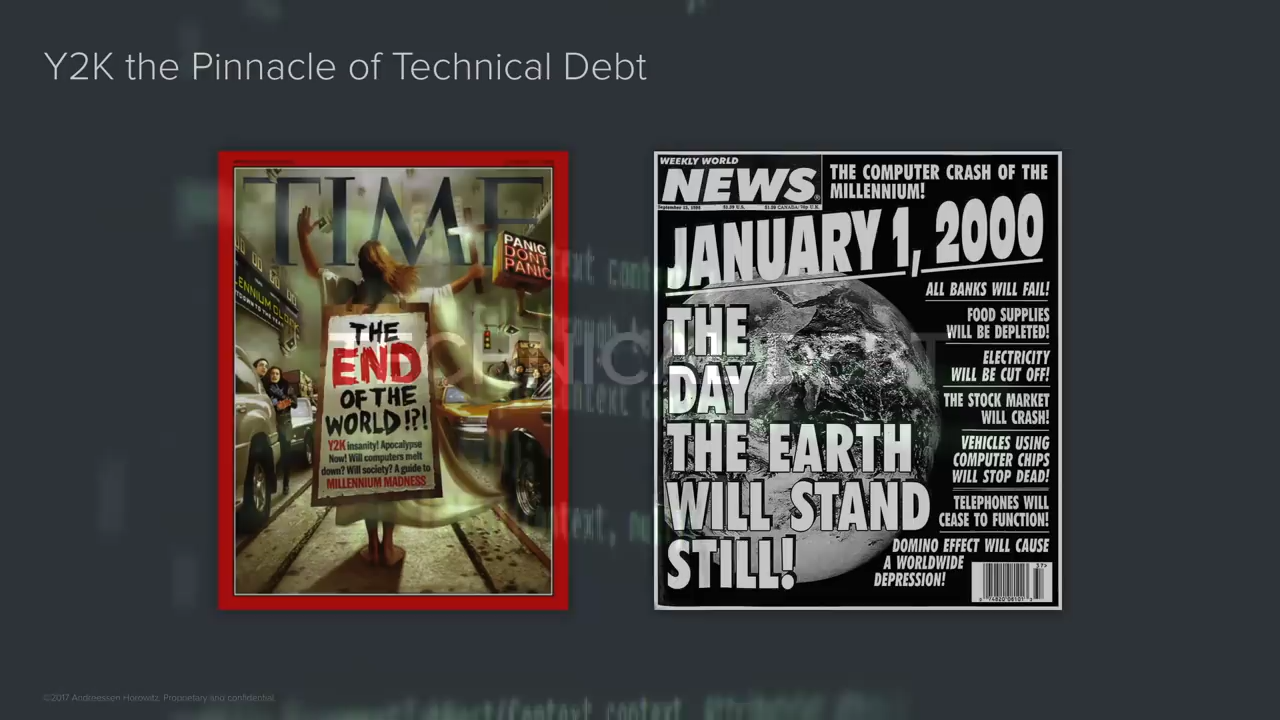 Y2K the Pinnacle of Technical Debt
TIME
PANIC
DONT
PANIC
THE
END
OF THE
WORLD!?!
Y2K insanity! Apocalypse
Now! Will computers melt
down? Will society? A guide to
MILLENNIUM MADNESS
WEEKLY WORLD
NEWS
THE COMPUTER CRASH OF THE
MILLENNIUM!
JANUARY 1, 2000
THE
DAY
THE EARTH
WILL STAND
STILL!
ALL BANKS WILL FAIL!
FOOD SUPPLIES
WILL BE DEPLETED!
ELECTRICITY
WILL BE CUT OFF!
THE STOCK MARKET
WILL CRASH!
VEHICLES USING
COMPUTER CHIPS
WILL STOP DEAD!
TELEPHONES WILL
CEASE TO FUNCTION!
DOMINO EFFECT WILL CAUSE
A WORLDWIDE
DEPRESSION!
TECHNICAL DEBT
©2017 Andreessen Horowitz. Proprietary and confidential.